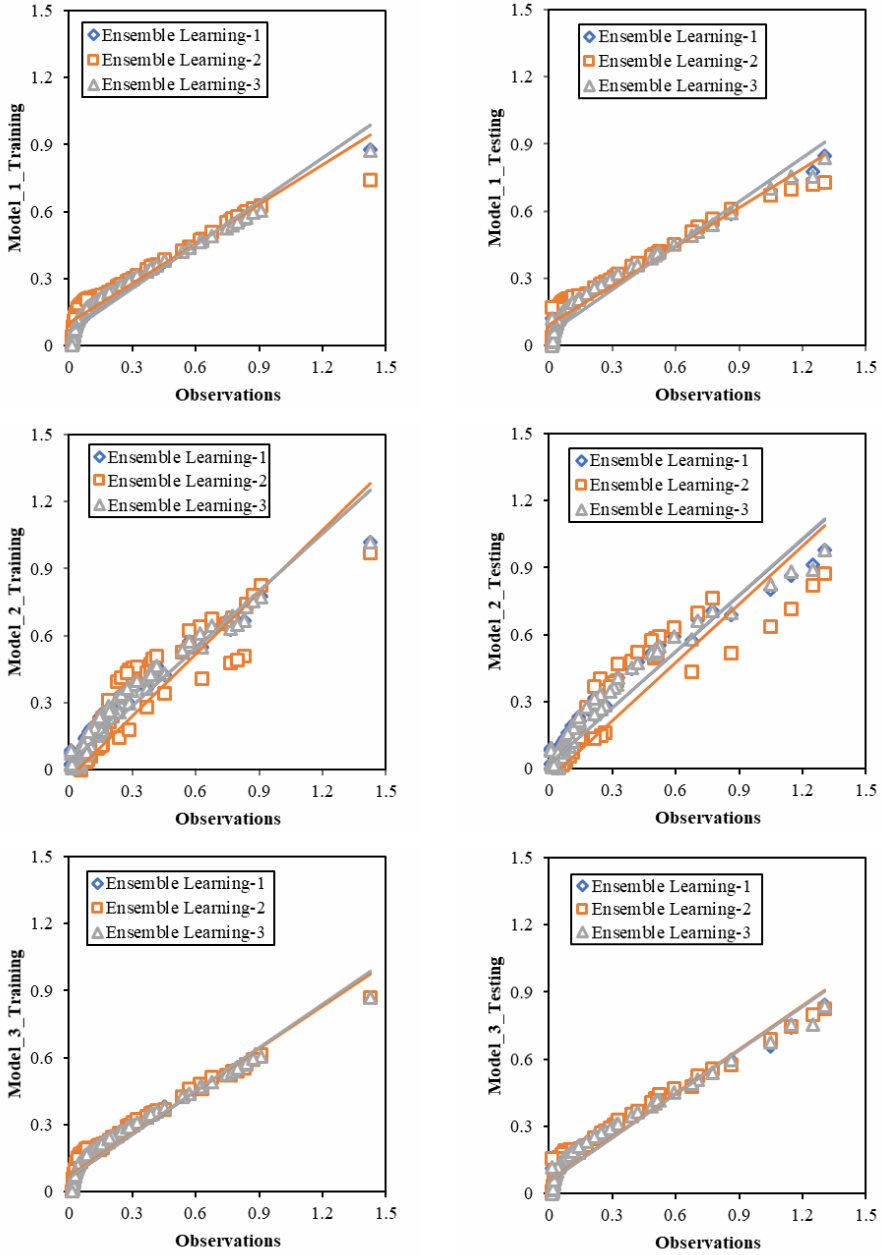 1.5
1.2
0.9
0.6
0.3
0
Model_1_Training
Ensemble Learning-1
Ensemble Learning-2
Ensemble Learning-3
0 0.3 0.6 0.9 1.2 1.5
Observations
1.5
1.2
0.9
0.6
0.3
0
Model_1_Testing
Ensemble Learning-1
Ensemble Learning-2
Ensemble Learning-3
0 0.3 0.6 0.9 1.2 1.5
Observations
1.5
1.2
0.9
0.6
0.3
0
Model_2_Training
Ensemble Learning-1
Ensemble Learning-2
Ensemble Learning-3
0 0.3 0.6 0.9 1.2 1.5
Observations
1.5
1.2
0.9
0.6
0.3
0
Model_2_Testing
Ensemble Learning-1
Ensemble Learning-2
Ensemble Learning-3
0 0.3 0.6 0.9 1.2 1.5
Observations
1.5
1.2
0.9
0.6
0.3
0
Model_3_Training
Ensemble Learning-1
Ensemble Learning-2
Ensemble Learning-3
0 0.3 0.6 0.9 1.2 1.5
Observations
1.5
1.2
0.9
0.6
0.3
0
Model_3_Testing
Ensemble Learning-1
Ensemble Learning-2
Ensemble Learning-3
0 0.3 0.6 0.9 1.2 1.5
Observations